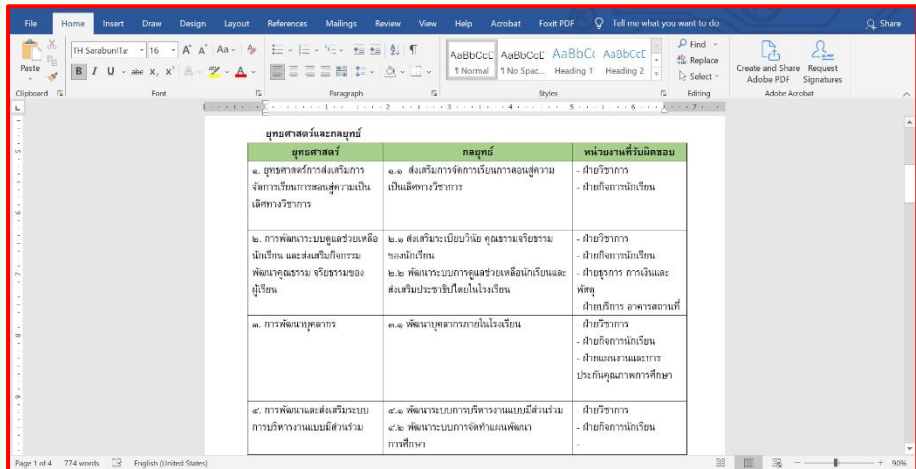 File Home Insert Draw Design Layout References Mailings Review View Help Acrobat Foxit PDF Tell me what you want to do Share
TH Sarabun 16 Aa
Paste
B I U abc X, X A A
AaBbCcD AaBbCcD AaBbCc AaBbCcC
¶ Normal ¶ No Spac... Heading 1 Heading 2
Find
Replace
Select
Create and Share Adobe PDF
Request Signatures
Clipboard Font Paragraph Styles Editing Adobe Acrobat
ยุทธศาสตร์และกลยุทธ์
ยุทธศาสตร์ กลยุทธ์ หน่วยงานที่รับผิดชอบ
๑. ยุทธศาสตร์การส่งเสริมการ
จัดการเรียนการสอนสู่ความเป็น
เลิศทางวิชาการ
๑.๑ ส่งเสริมการจัดการเรียนการสอนสู่ความ
เป็นเลิศทางวิชาการ
- ฝ่ายวิชาการ
- ฝ่ายกิจการนักเรียน
๒. การพัฒนาระบบดูแลช่วยเหลือ
นักเรียน และส่งเสริมกิจกรรม
พัฒนาคุณธรรม จริยธรรมของ
ผู้เรียน
๒.๑ ส่งเสริมระเบียบวินัย คุณธรรมจริยธรรม
ของนักเรียน
๒.๒ พัฒนาระบบการดูแลช่วยเหลือนักเรียนและ
ส่งเสริมประชาธิปไตยในโรงเรียน
- ฝ่ายวิชาการ
- ฝ่ายกิจการนักเรียน
- ฝ่ายธุรการ การเงินและ
พัสดุ
- ฝ่ายบริการ อาคารสถานที่
๓. การพัฒนาบุคลากร
๓.๑ พัฒนาบุคลากรภายในโรงเรียน
- ฝ่ายวิชาการ
- ฝ่ายกิจการนักเรียน
- ฝ่ายแผนงานและการ
ประกันคุณภาพการศึกษา
๔. การพัฒนาและส่งเสริมระบบ
การบริหารงานแบบมีส่วนร่วม
๔.๑ พัฒนาระบบการบริหารงานแบบมีส่วนร่วม
๔.๒ พัฒนาระบบการจัดทำแผนพัฒนา
การศึกษา
- ฝ่ายวิชาการ
- ฝ่ายกิจการนักเรียน
-
Page 1 of 4 774 words English (United States) 90%